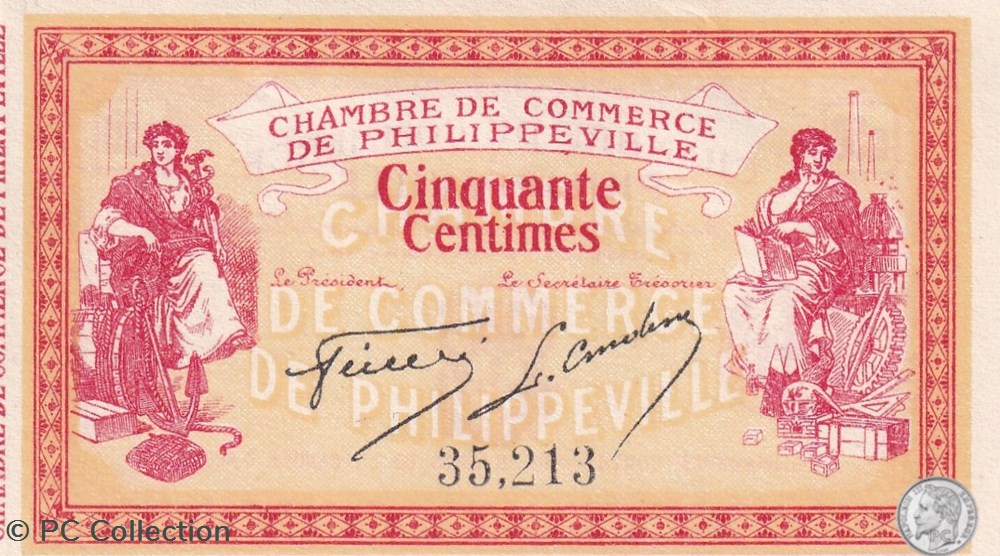 CHAMBRE DE COMMERCE
DE PHILIPPEVILLE
Cinquante
Centimes
CHAMBRE
DE COMMERCE
DE PHILIPPEVILLE
Le Président,
Le Secrétaire Trésorier
35,213
© PC Collection